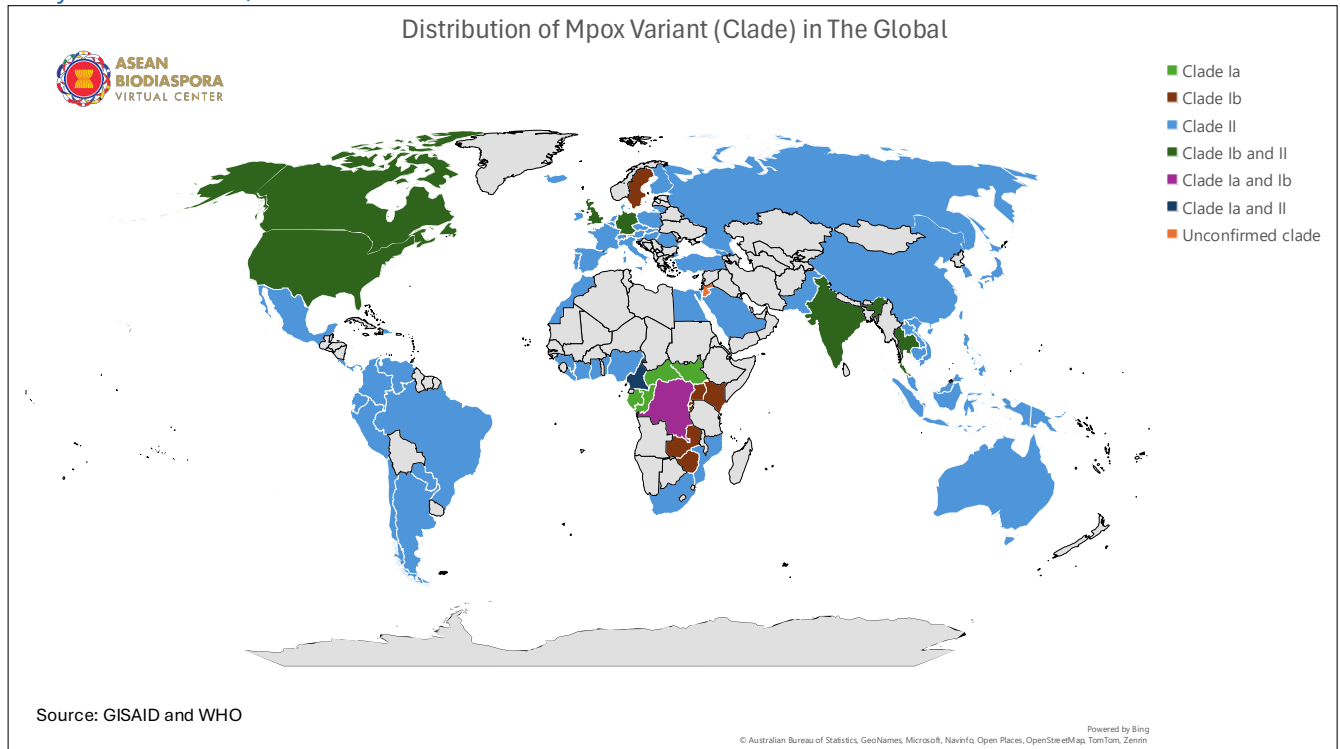 Distribution of Mpox Variant (Clade) in The Global
ASEAN
BIODIASPORA
VIRTUAL CENTER
Clade Ia
Clade Ib
Clade II
Clade Ib and II
Clade Ia and Ib
Clade Ia and II
Unconfirmed clade
Source: GISAID and WHO
Powered by Bing
© Australian Bureau of Statistics, GeoNames, Microsoft, Navinfo, Open Places, OpenStreetMap, TomTom, Zenrin